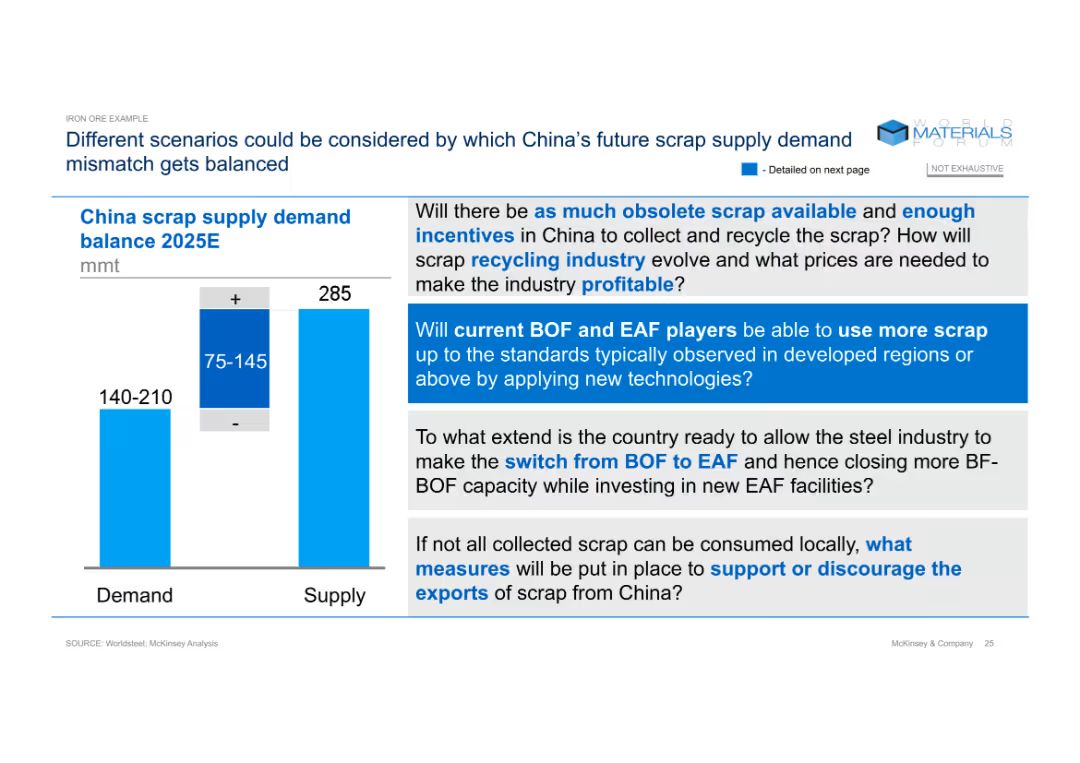 IRON ORE EXAMPLE
Different scenarios could be considered by which China’s future scrap supply demand
mismatch gets balanced
WORLD
MATERIALS
FORUM
- Detailed on next page
NOT EXHAUSTIVE
China scrap supply demand
balance 2025E
mmt
+
285
75-145
140-210
-
Demand
Supply
Will there be as much obsolete scrap available and enough
incentives in China to collect and recycle the scrap? How will
scrap recycling industry evolve and what prices are needed to
make the industry profitable?
Will current BOF and EAF players be able to use more scrap
up to the standards typically observed in developed regions or
above by applying new technologies?
To what extend is the country ready to allow the steel industry to
make the switch from BOF to EAF and hence closing more BF-
BOF capacity while investing in new EAF facilities?
If not all collected scrap can be consumed locally, what
measures will be put in place to support or discourage the
exports of scrap from China?
SOURCE: Worldsteel; McKinsey Analysis
McKinsey & Company 25